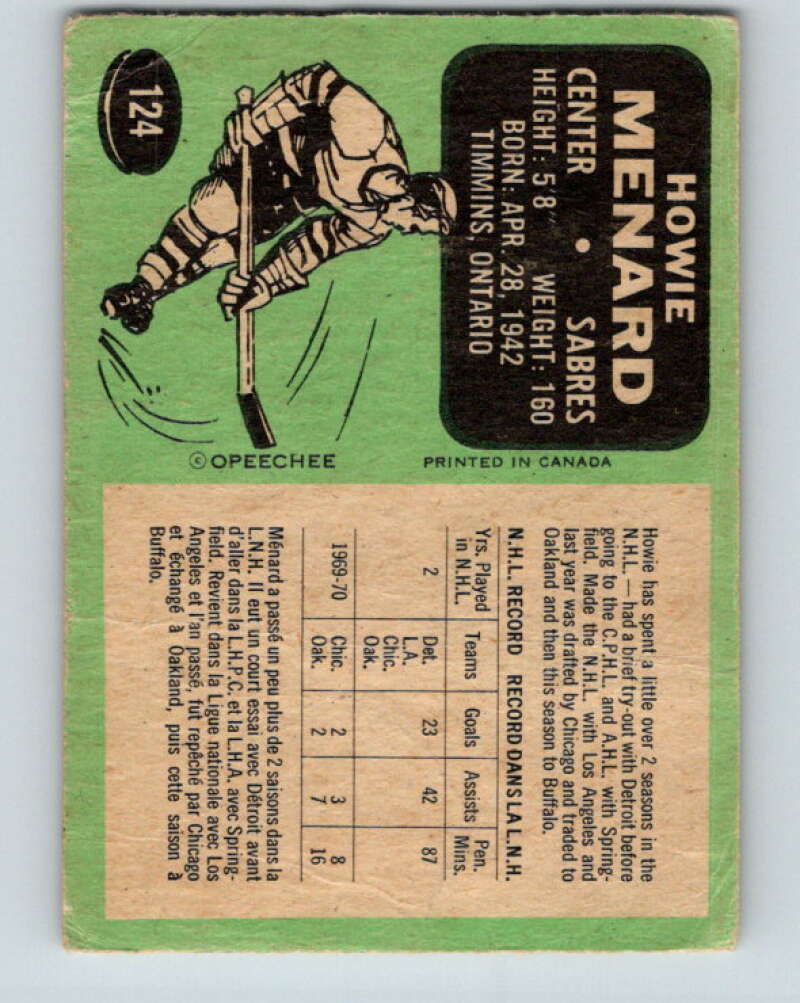 124
HOWIE
MENARD
CENTER • SABRES
HEIGHT: 5'8" WEIGHT: 160
BORN: APR. 28, 1942
TIMMINS, ONTARIO
© OPEECHEE
PRINTED IN CANADA
Howie has spent a little over 2 seasons in the
N.H.L. — had a brief try-out with Detroit before
going to the C.P.H.L. and A.H.L. with Spring-
field. Made the N.H.L. with Los Angeles and
last year was drafted by Chicago and traded to
Oakland and then this season to Buffalo.
N.H.L. RECORD RECORD DANS LA L.N.H.
Yrs. Played in N.H.L. Teams Goals Assists Pen. Mins.
2 Det. 23 42 87
L.A.
Chic.
Oak.
1969-70 Chic. 2 3 8
Oak. 2 7 16
Ménard a passé un peu plus de 2 saisons dans la
L.N.H. Il eut un court essai avec Détroit avant
d'aller dans la L.H.P.C. et la L.H.A. avec Spring-
field. Revient dans la Ligue nationale avec Los
Angeles et l'an passé, fut repêché par Chicago
et échangé à Oakland, puis cette saison à
Buffalo.